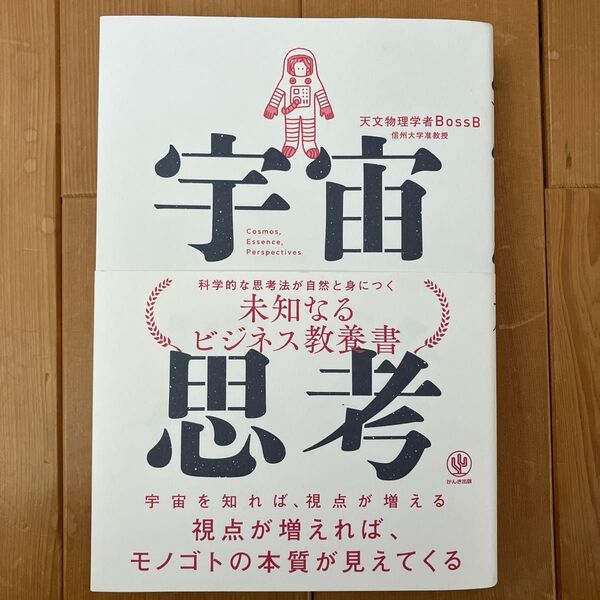 天文物理学者BossB
信州大学准教授
宇宙
Cosmos,
Essence,
Perspectives
科学的な思考法が自然と身につく
未知なる
ビジネス教養書
思考
かんき出版
宇宙を知れば、視点が増える
視点が増えれば、
モノゴトの本質が見えてくる